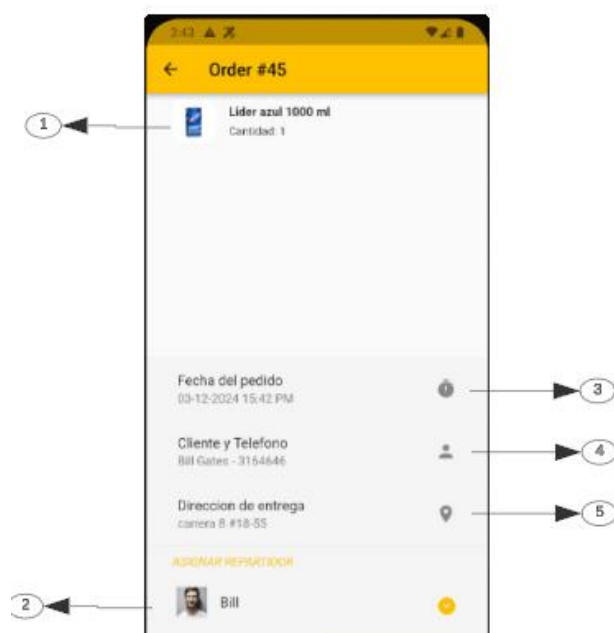 3:43
Order #45
1
Lider azul 1000 ml
Cantidad: 1
Fecha del pedido
03-12-2024 15:42 PM
3
Cliente y Telefono
Bill Gates - 3164646
4
Direccion de entrega
carrera 8 #18-55
5
ASIGNAR REPARTIDOR
2
Bill